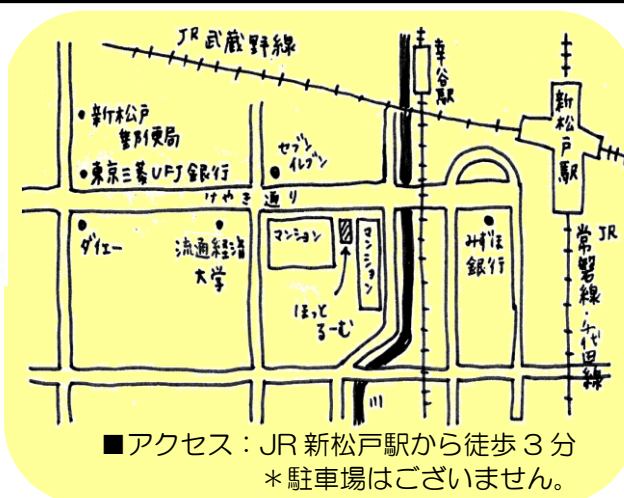 JR武蔵野線
幸谷駅
新松戸駅
新松戸
郵便局
東京三菱UFJ銀行
セブン
イレブン
けやき通り
ダイエー
流通経済
大学
マンション
マンション
みずほ
銀行
JR
常磐線・千代田線
ほっと
るーむ
川
■アクセス：JR新松戸駅から徒歩3分
＊駐車場はございません。